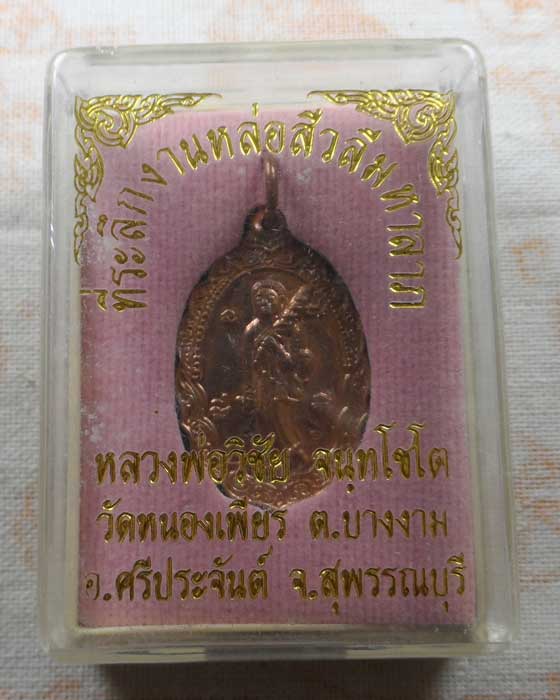 ที่ระลึกงานหล่อสีวลีมหาลาภ
หลวงพ่อวิชัย จนฺทโชโต
วัดหนองเพียร ต.บางงาม
อ.ศรีประจันต์ จ.สุพรรณบุรี